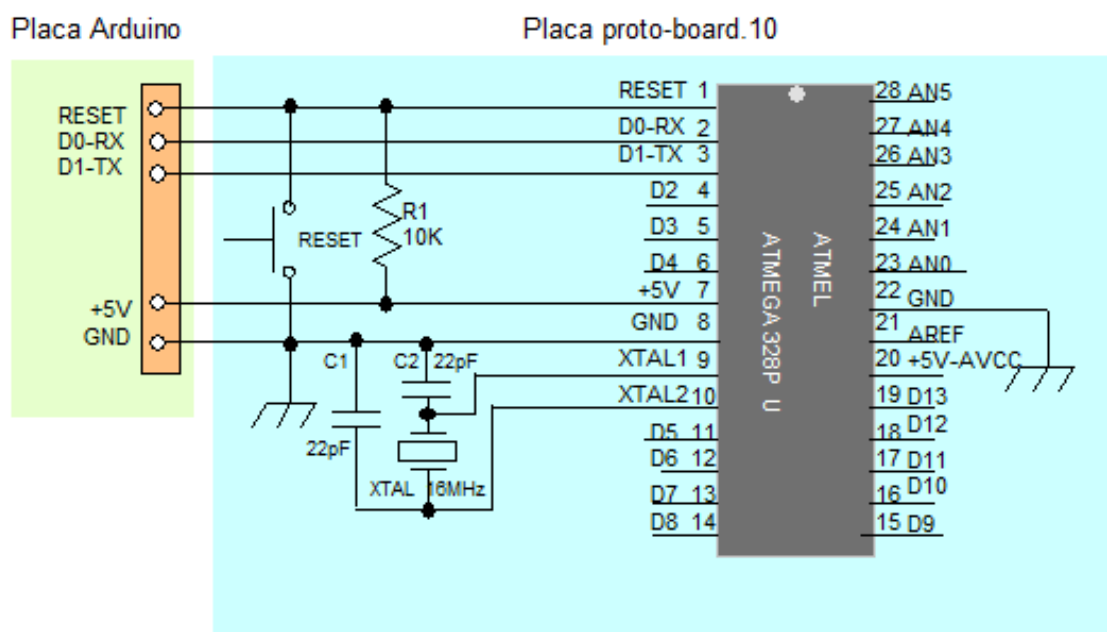 Placa Arduino
Placa proto-board.10
RESET
D0-RX
D1-TX
+5V
GND
RESET
R1
10K
C1
22pF
C2 22pF
XTAL 16MHz
RESET 1
D0-RX 2
D1-TX 3
D2 4
D3 5
D4 6
+5V 7
GND 8
XTAL1 9
XTAL2 10
D5 11
D6 12
D7 13
D8 14
ATMEL
ATMEGA 328P U
28 AN5
27 AN4
26 AN3
25 AN2
24 AN1
23 AN0
22 GND
21 AREF
20 +5V-AVCC
19 D13
18 D12
17 D11
16 D10
15 D9